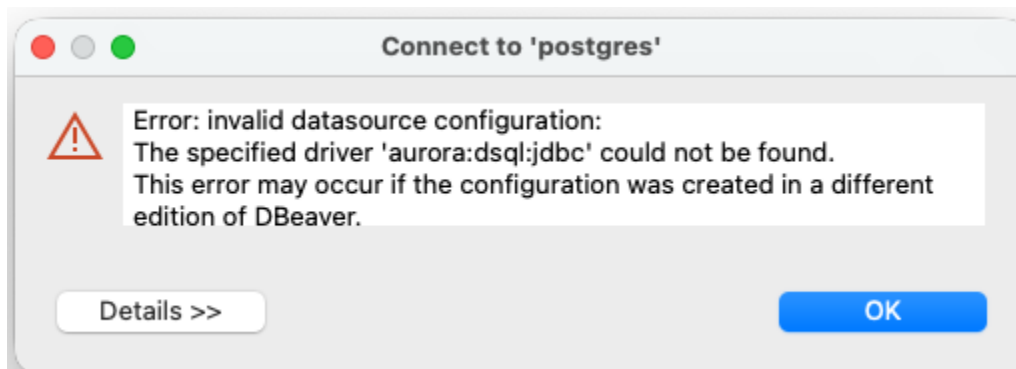 Connect to 'postgres'
Error: invalid datasource configuration:
The specified driver 'aurora:dsql:jdbc' could not be found.
This error may occur if the configuration was created in a different
edition of DBeaver.
Details >>
OK